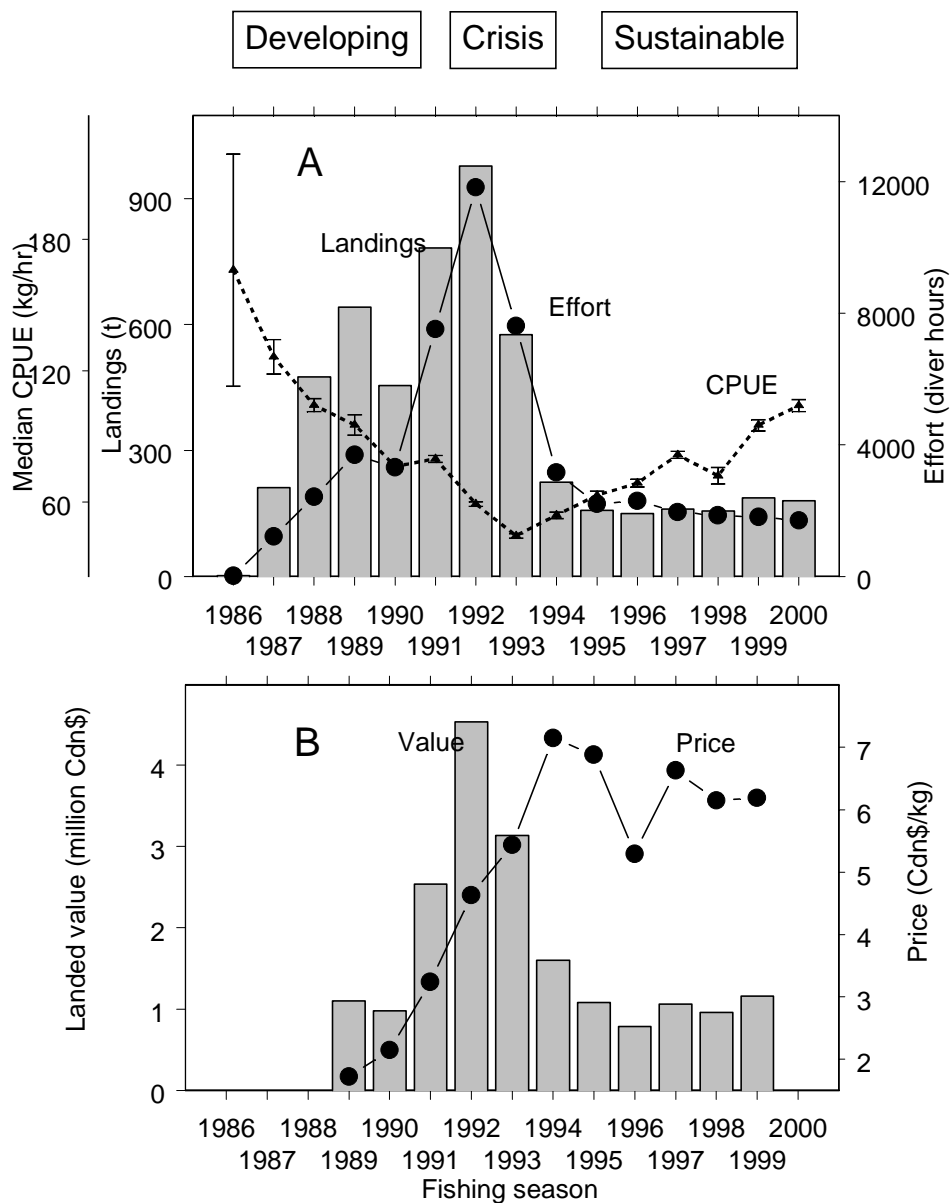 Developing Crisis Sustainable
A
Median CPUE (kg/hr)
180
120
60
Landings (t)
900
600
300
0
Landings
Effort
CPUE
12000
8000
4000
0
Effort (diver hours)
1986 1988 1990 1992 1994 1996 1998 2000
1987 1989 1991 1993 1995 1997 1999
B
Landed value (million Cdn$)
4
3
2
1
0
Value
Price
7
6
5
4
3
2
Price (Cdn$/kg)
1986 1988 1990 1992 1994 1996 1998 2000
1987 1989 1991 1993 1995 1997 1999
Fishing season